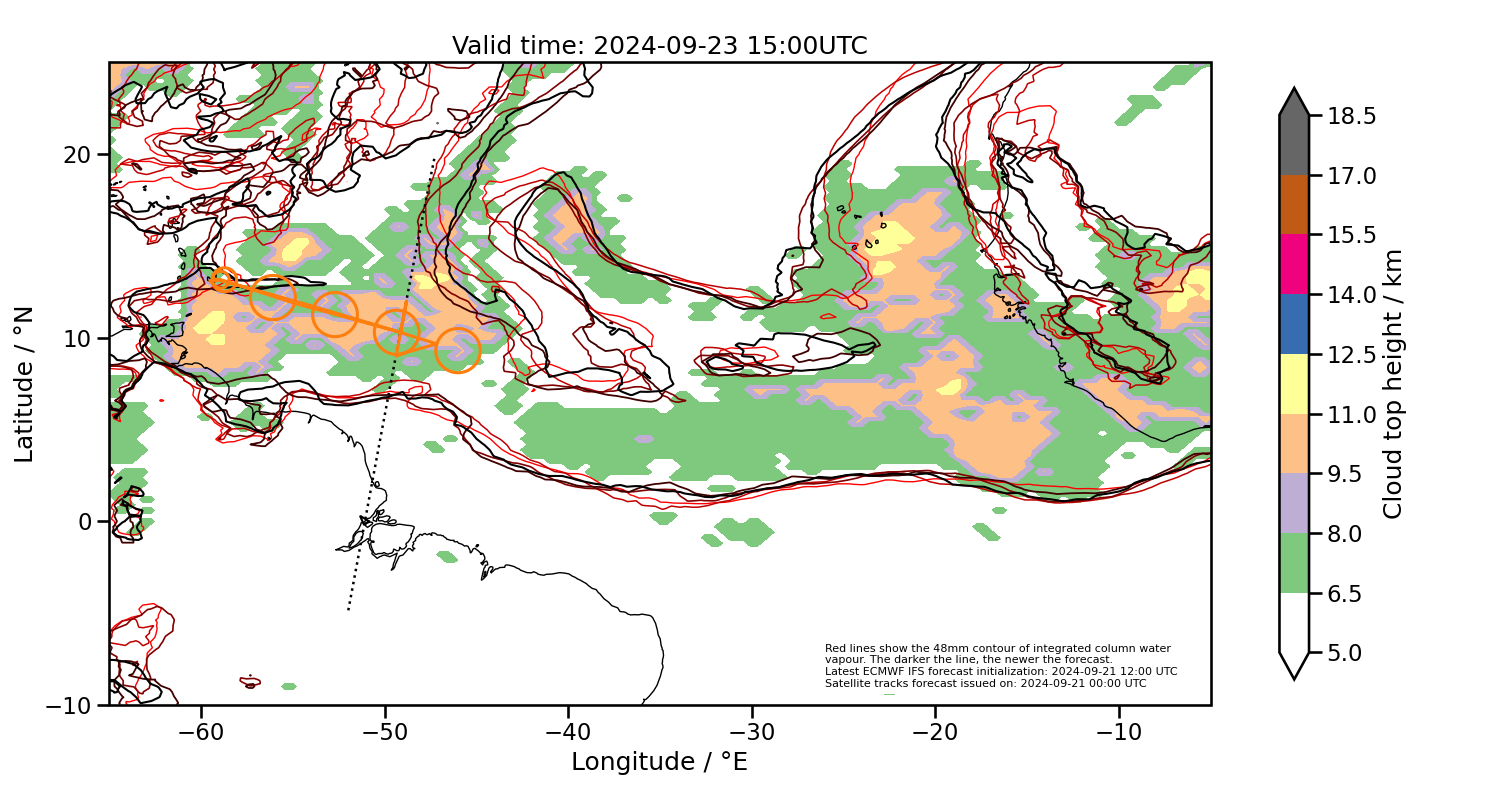 Valid time: 2024-09-23 15:00UTC
20
10
0
−10
Latitude / °N
−60
−50
−40
−30
−20
−10
Longitude / °E
Red lines show the 48mm contour of integrated column water
vapour. The darker the line, the newer the forecast.
Latest ECMWF IFS forecast initialization: 2024-09-21 12:00 UTC
Satellite tracks forecast issued on: 2024-09-21 00:00 UTC
18.5
17.0
15.5
14.0
12.5
11.0
9.5
8.0
6.5
5.0
Cloud top height / km